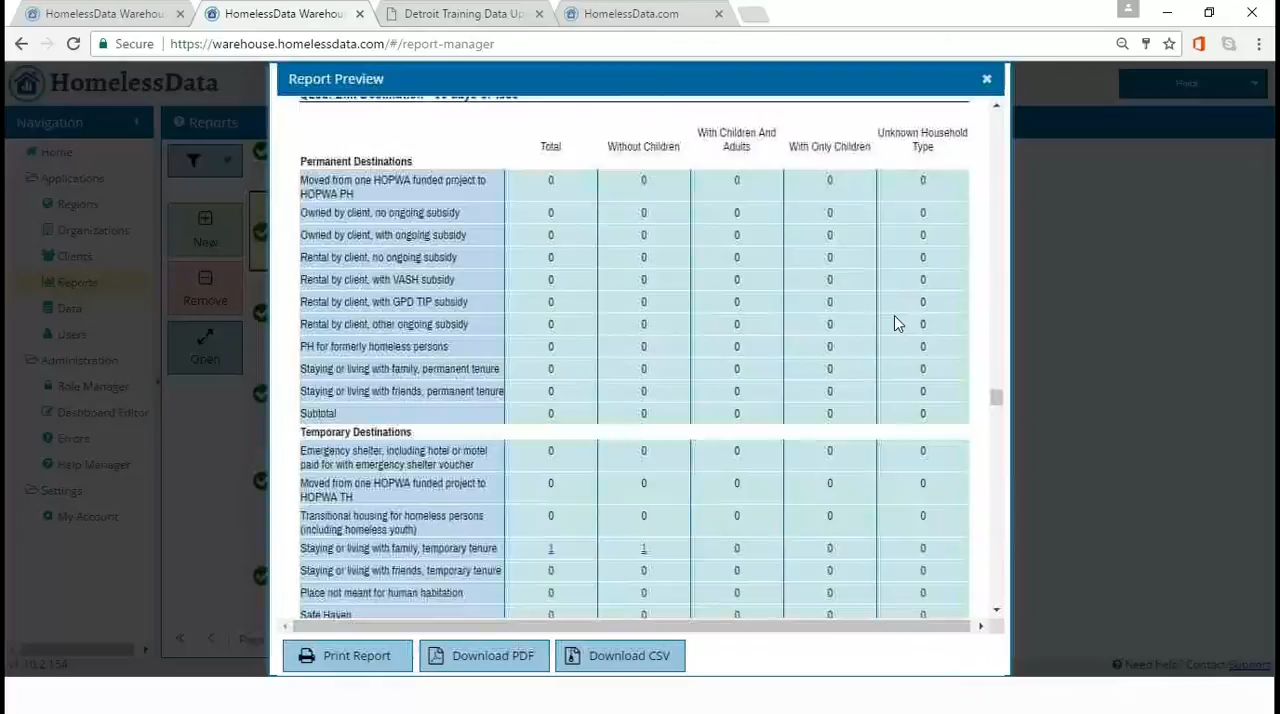 HomelessData Warehou
HomelessData Warehou
Detroit Training Data Up
HomelessData.com
Secure
https://warehouse.homelessdata.com/#/report-manager
HomelessData
Report Preview
Navigation
Reports
Home
Applications
Regions
Organizations
Clients
Reports
Data
Users
Administration
Role Manager
Dashboard Editor
Errors
Help Manager
Settings
My Account
New
Remove
Open
Total
Without Children
With Children And Adults
With Only Children
Unknown Household Type
Permanent Destinations
Moved from one HOPWA funded project to HOPWA PH 0 0 0 0 0
Owned by client, no ongoing subsidy 0 0 0 0 0
Owned by client, with ongoing subsidy 0 0 0 0 0
Rental by client, no ongoing subsidy 0 0 0 0 0
Rental by client, with VASH subsidy 0 0 0 0 0
Rental by client, with GPD TIP subsidy 0 0 0 0 0
Rental by client, other ongoing subsidy 0 0 0 0 0
PH for formerly homeless persons 0 0 0 0 0
Staying or living with family, permanent tenure 0 0 0 0 0
Staying or living with friends, permanent tenure 0 0 0 0 0
Subtotal 0 0 0 0 0
Temporary Destinations
Emergency shelter, including hotel or motel paid for with emergency shelter voucher 0 0 0 0 0
Moved from one HOPWA funded project to HOPWA TH 0 0 0 0 0
Transitional housing for homeless persons (including homeless youth) 0 0 0 0 0
Staying or living with family, temporary tenure 1 1 0 0 0
Staying or living with friends, temporary tenure 0 0 0 0 0
Place not meant for human habitation 0 0 0 0 0
Safe Haven 0 0 0 0 0
Print Report
Download PDF
Download CSV
Page
v1.10.2.154
Need help? Contact Support